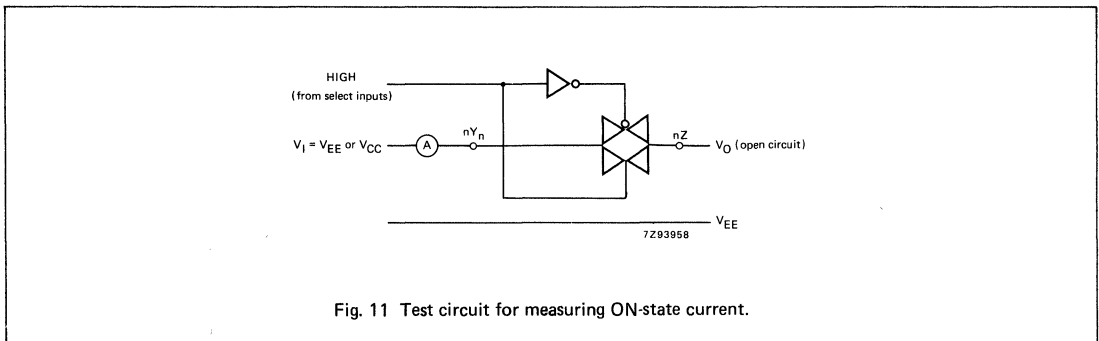 HIGH
(from select inputs)
V_I = V_EE or V_CC
A
nY_n
nZ
V_O (open circuit)
V_EE
7Z93958
Fig. 11 Test circuit for measuring ON-state current.